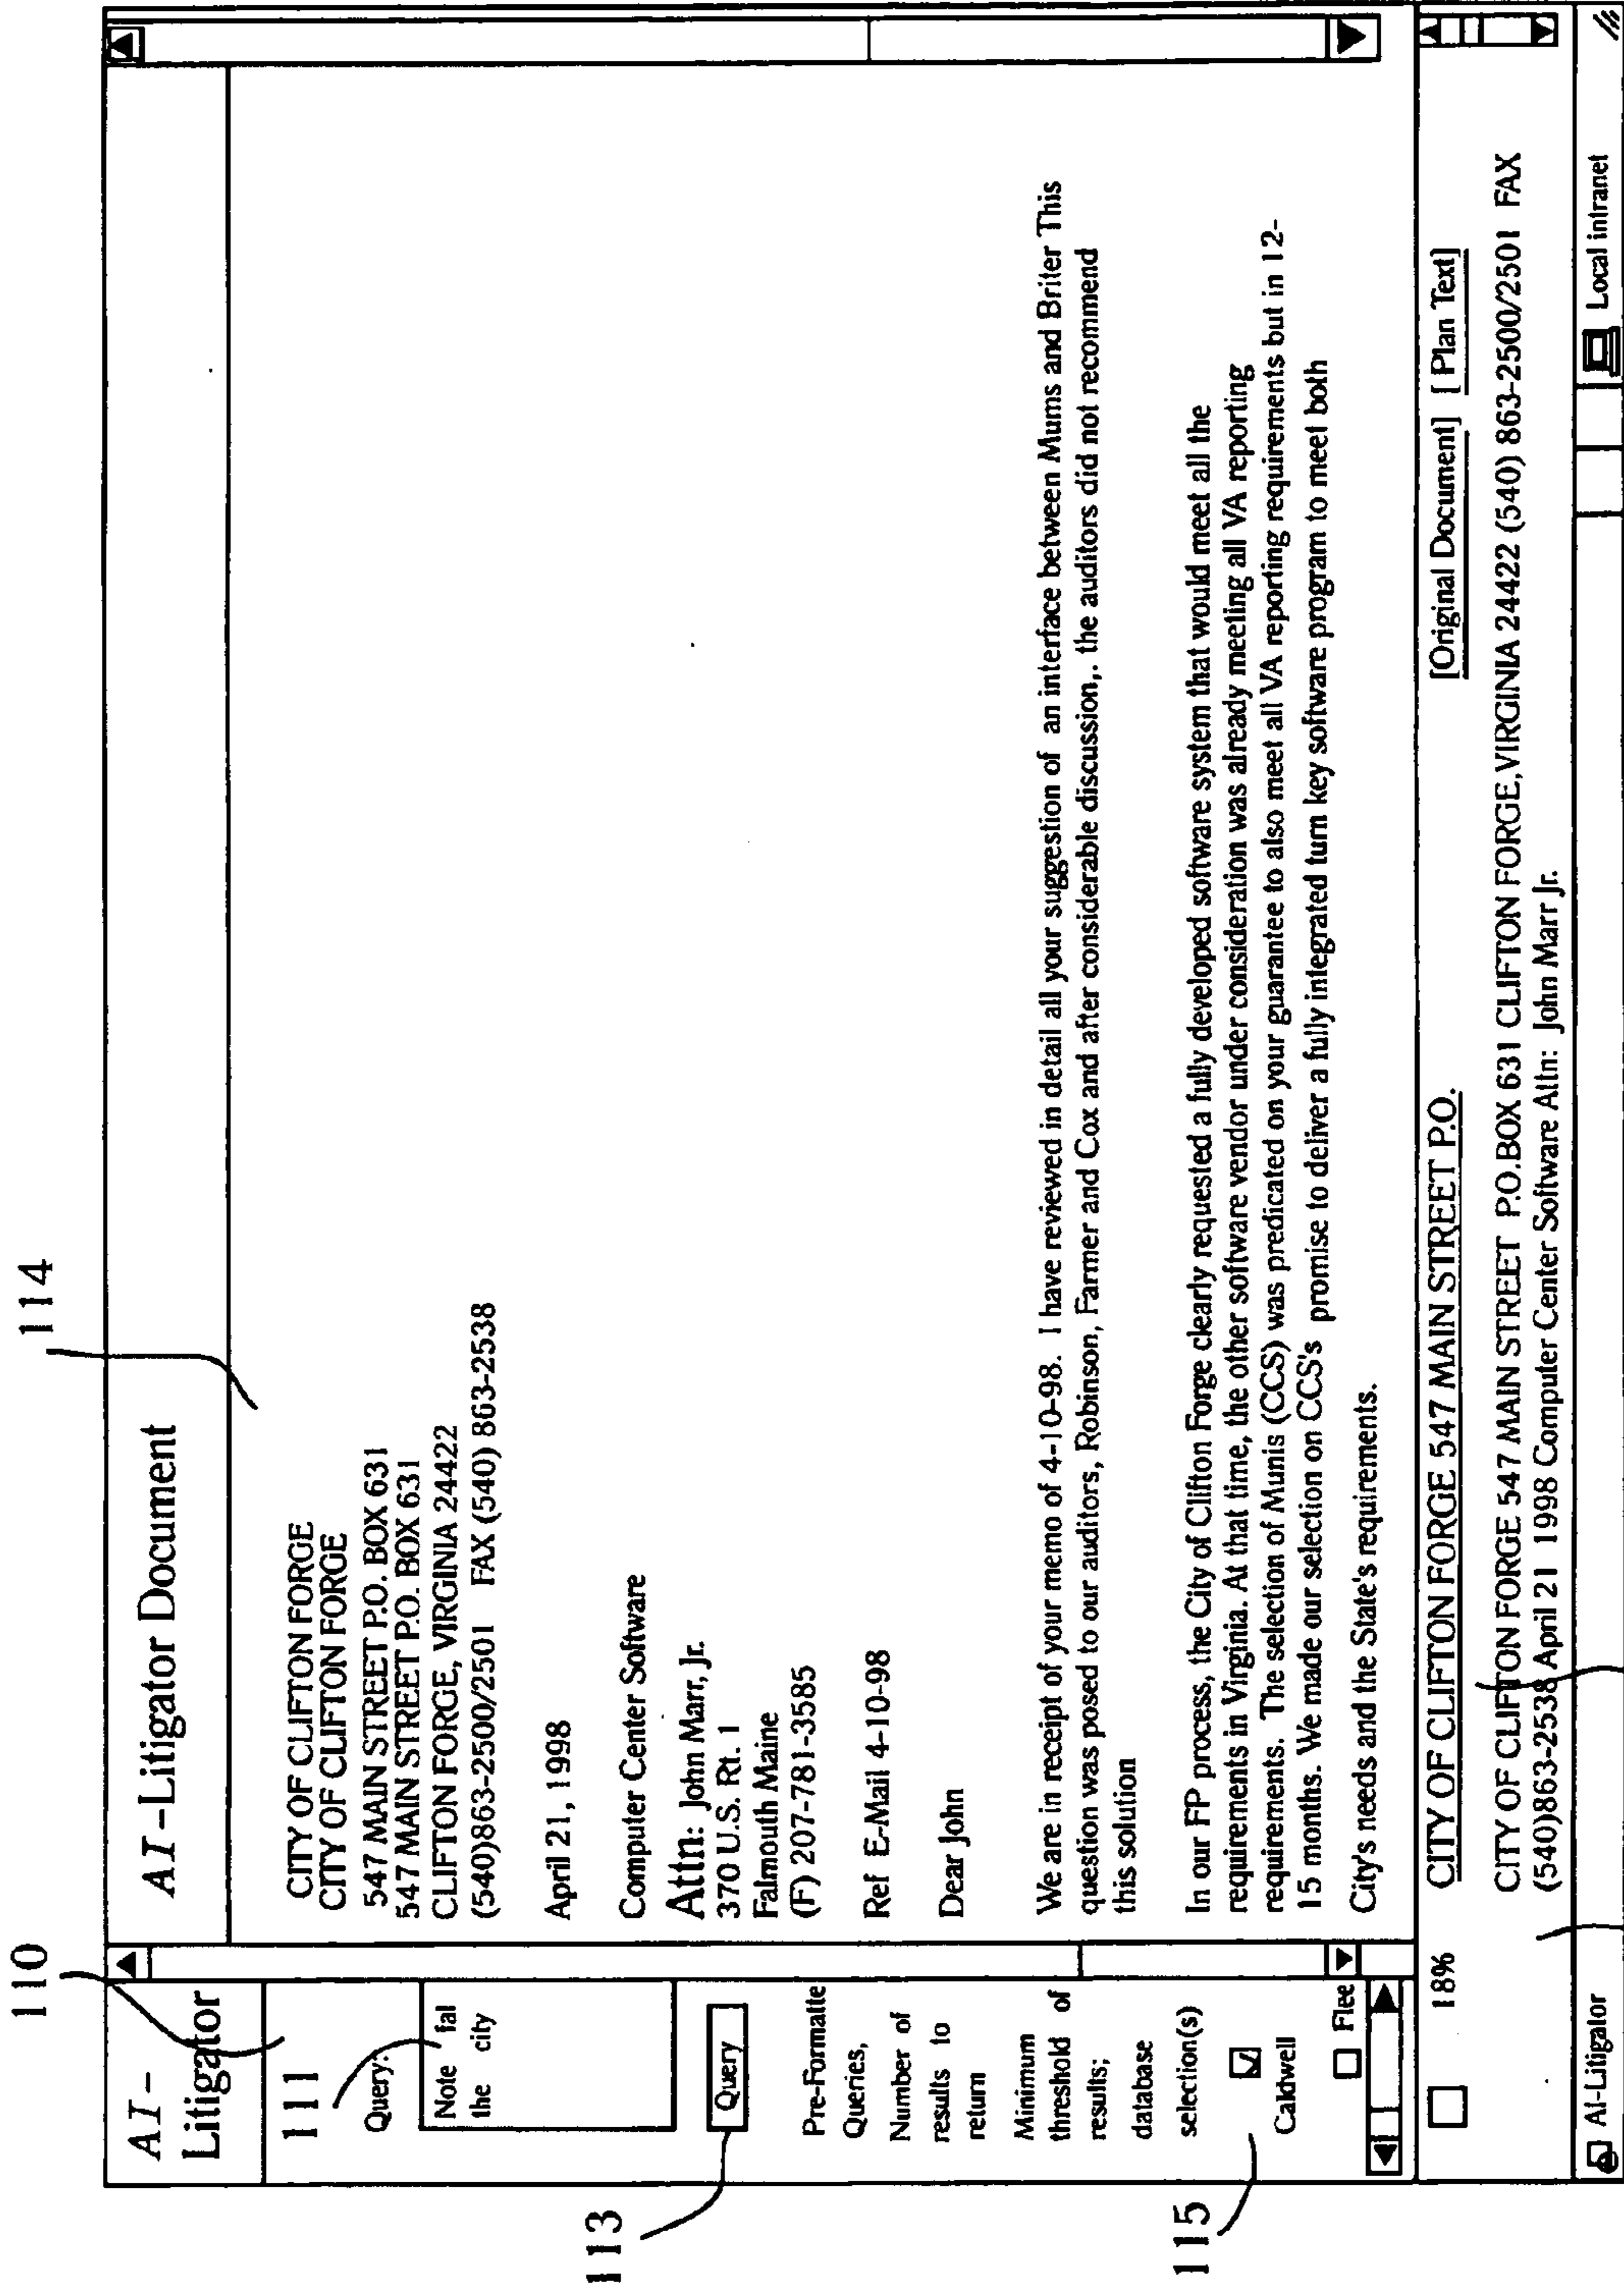 110
114
AI-
Litigator
AI-Litigator Document
111
Query:
Note fal
the city
113
Query
Pre-Formatte
Queries,
Number of
results to
return
Minimum
threshold of
results;
database
selection(s)
115
Caldwell
Flee
CITY OF CLIFTON FORGE
CITY OF CLIFTON FORGE
547 MAIN STREET P.O. BOX 631
547 MAIN STREET P.O. BOX 631
CLIFTON FORGE, VIRGINIA 24422
(540)863-2500/2501 FAX (540) 863-2538
April 21, 1998
Computer Center Software
Attn: John Marr, Jr.
370 U.S. Rt. 1
Falmouth Maine
(F) 207-781-3585
Ref E-Mail 4-10-98
Dear John
We are in receipt of your memo of 4-10-98. I have reviewed in detail all your suggestion of an interface between Mums and Briter This
question was posed to our auditors, Robinson, Farmer and Cox and after considerable discussion,. the auditors did not recommend
this solution
In our FP process, the City of Clifton Forge clearly requested a fully developed software system that would meet all the
requirements in Virginia. At that time, the other software vendor under consideration was already meeting all VA reporting
requirements. The selection of Munis (CCS) was predicated on your guarantee to also meet all VA reporting requirements but in 12-
15 months. We made our selection on CCS's promise to deliver a fully integrated turn key software program to meet both
City's needs and the State's requirements.
18% CITY OF CLIFTON FORGE 547 MAIN STREET P.O. [Original Document] [Plan Text]
CITY OF CLIFTON FORGE 547 MAIN STREET P.O.BOX 631 CLIFTON FORGE,VIRGINIA 24422 (540) 863-2500/2501 FAX
(540)863-2538 April 21 1998 Computer Center Software Attn: John Marr Jr.
AI-Litigator
Local intranet